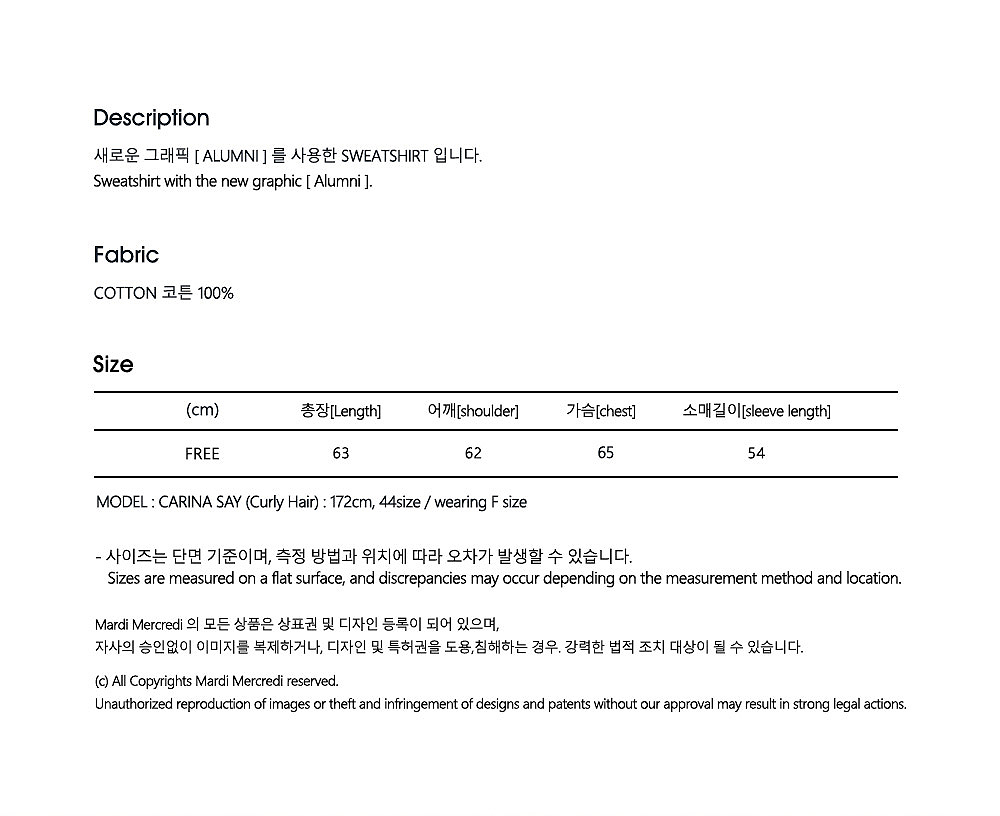 Description
새로운 그래픽 [ ALUMNI ] 를 사용한 SWEATSHIRT 입니다.
Sweatshirt with the new graphic [ Alumni ].
Fabric
COTTON 코튼 100%
Size
(cm) 총장[Length] 어깨[shoulder] 가슴[chest] 소매길이[sleeve length]
FREE 63 62 65 54
MODEL : CARINA SAY (Curly Hair) : 172cm, 44size / wearing F size
- 사이즈는 단면 기준이며, 측정 방법과 위치에 따라 오차가 발생할 수 있습니다.
Sizes are measured on a flat surface, and discrepancies may occur depending on the measurement method and location.
Mardi Mercredi 의 모든 상품은 상표권 및 디자인 등록이 되어 있으며,
자사의 승인없이 이미지를 복제하거나, 디자인 및 특허권을 도용,침해하는 경우. 강력한 법적 조치 대상이 될 수 있습니다.
(c) All Copyrights Mardi Mercredi reserved.
Unauthorized reproduction of images or theft and infringement of designs and patents without our approval may result in strong legal actions.